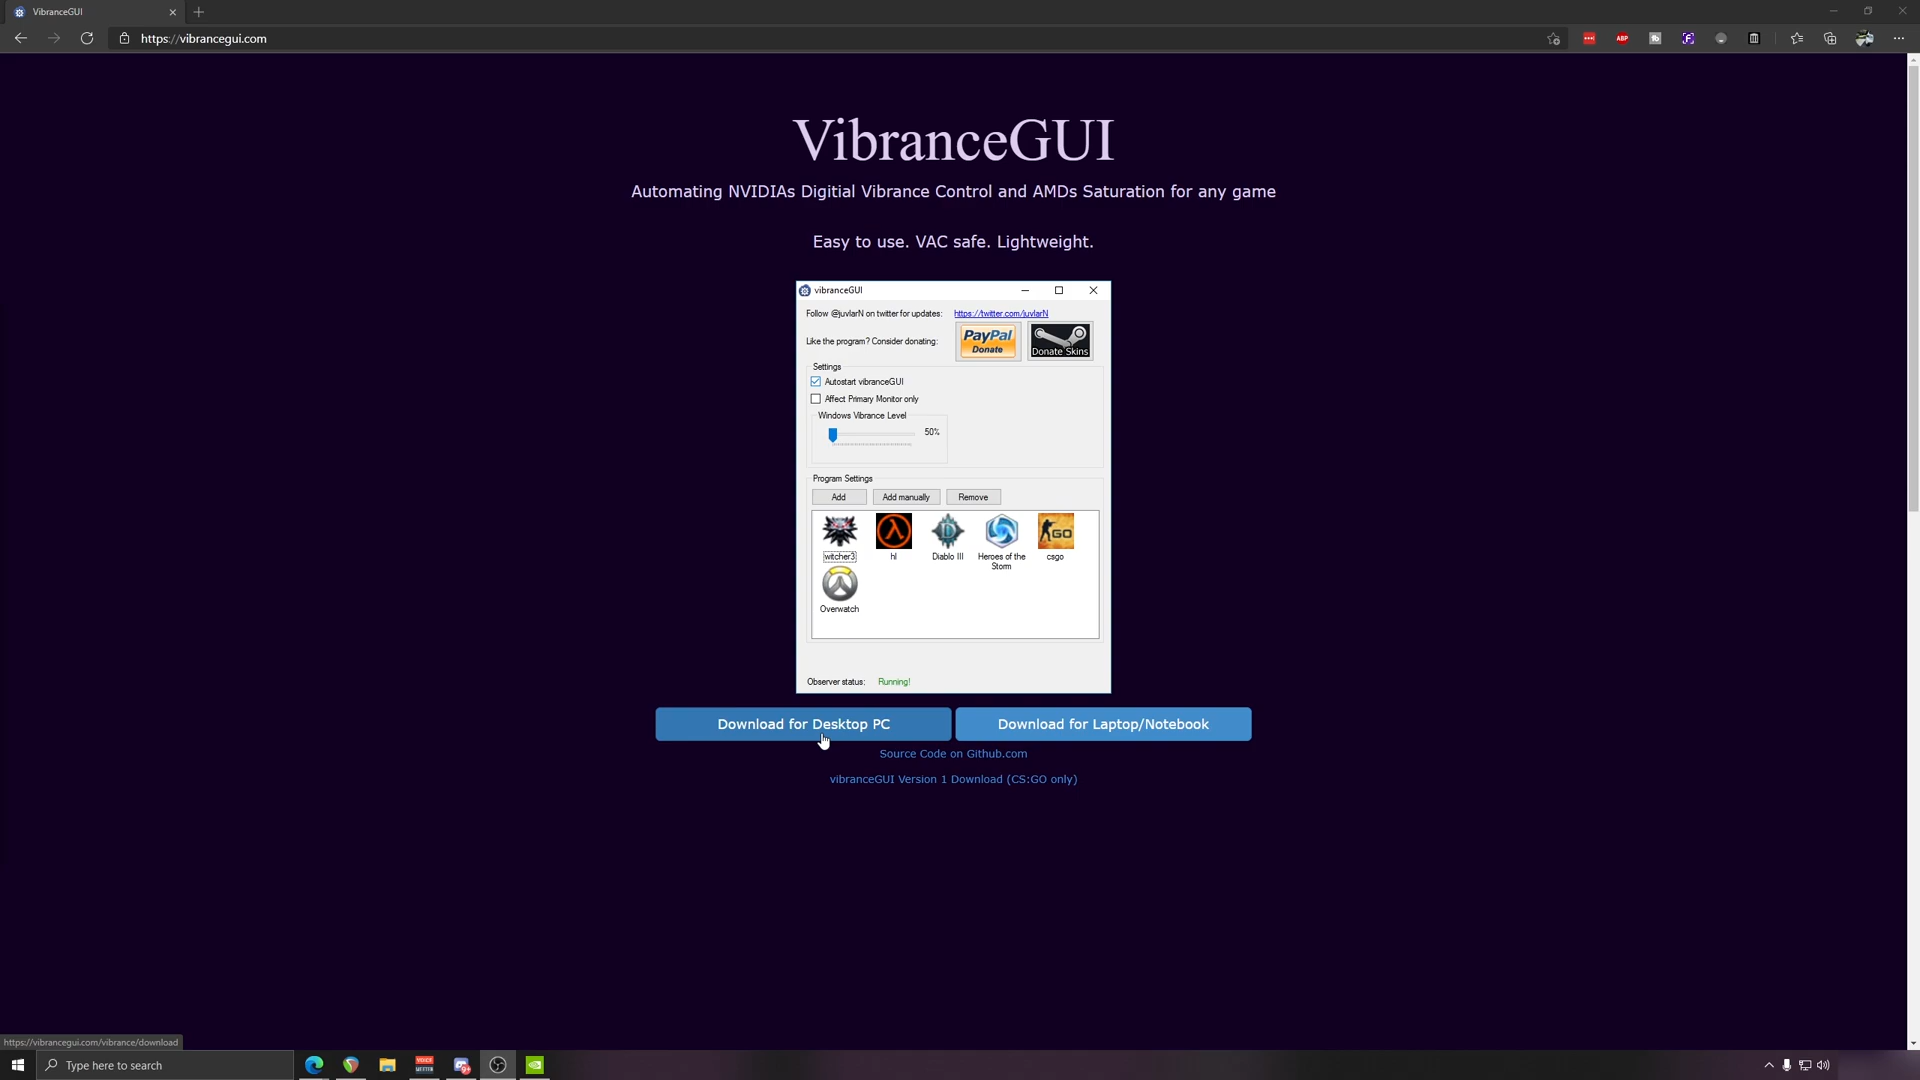 VibranceGUI
https://vibrancegui.com
ABP
VibranceGUI
Automating NVIDIAs Digitial Vibrance Control and AMDs Saturation for any game
Easy to use. VAC safe. Lightweight.
vibranceGUI
Follow @juvlarN on twitter for updates: https://twitter.com/juvlarN
Like the program? Consider donating:
PayPal
Donate
Donate Skins
Settings
Autostart vibranceGUI
Affect Primary Monitor only
Windows Vibrance Level
50%
Program Settings
Add Add manually Remove
GO
witcher3 hl Diablo III Heroes of the Storm csgo
Overwatch
Observer status: Running!
Download for Desktop PC Download for Laptop/Notebook
Source Code on Github.com
vibranceGUI Version 1 Download (CS:GO only)
https://vibrancegui.com/vibrance/download
Type here to search
9+